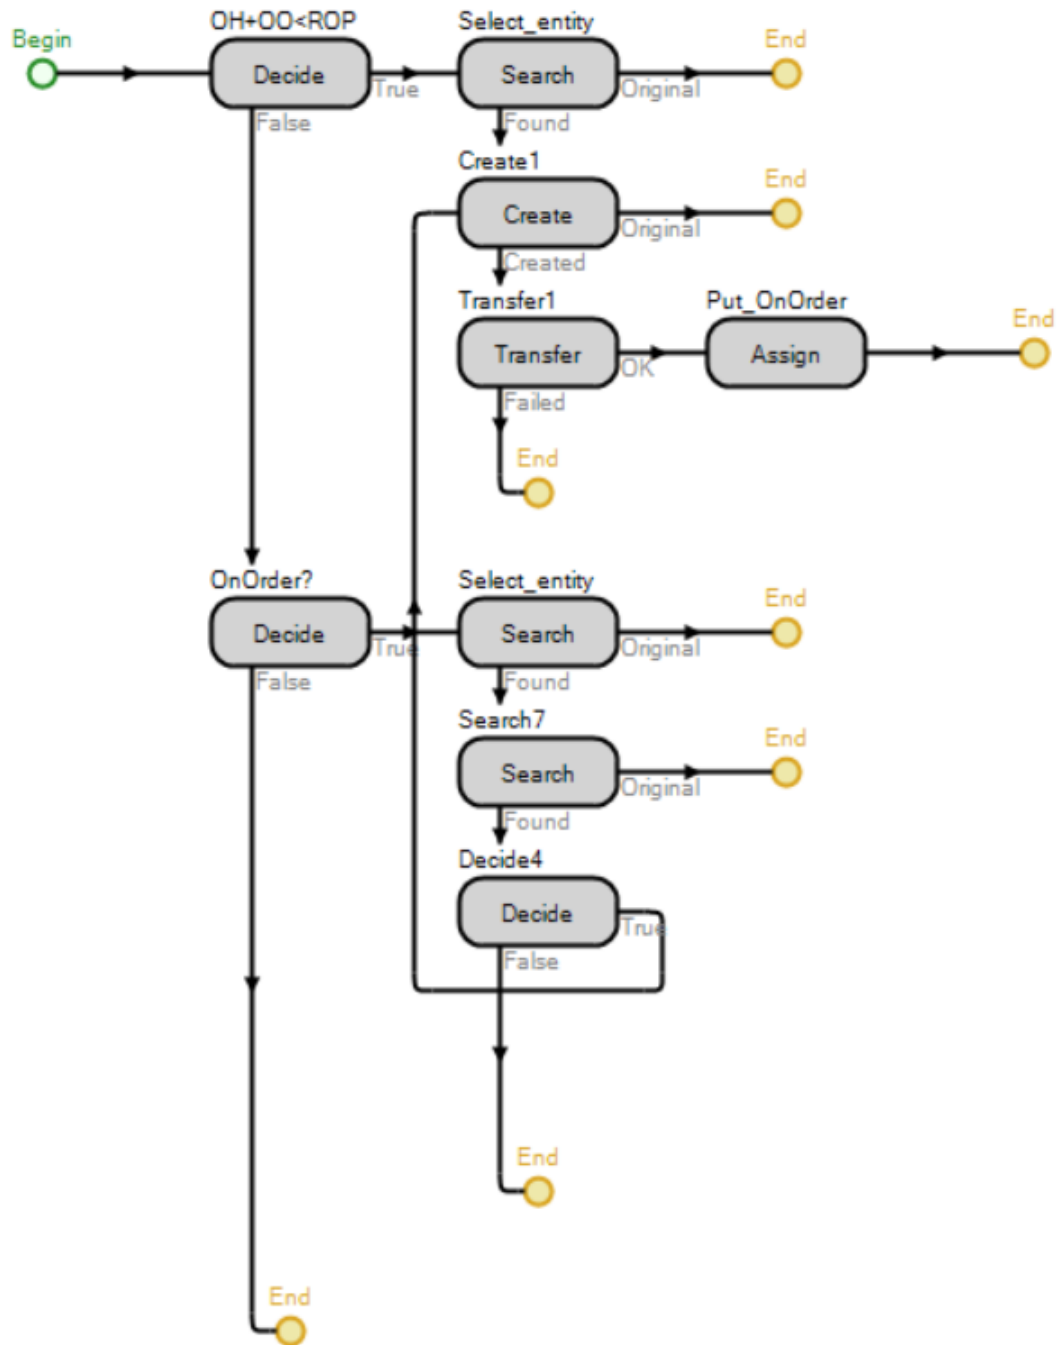 OH+OO<ROP
Select_entity
Begin
End
Decide
Search
True
Original
False
Found
Create1
End
Create
Original
Created
Transfer1
Put_OnOrder
End
Transfer
Assign
OK
Failed
End
OnOrder?
Select_entity
End
Decide
Search
True
Original
False
Found
Search7
End
Search
Original
Found
Decide4
Decide
True
False
End
End